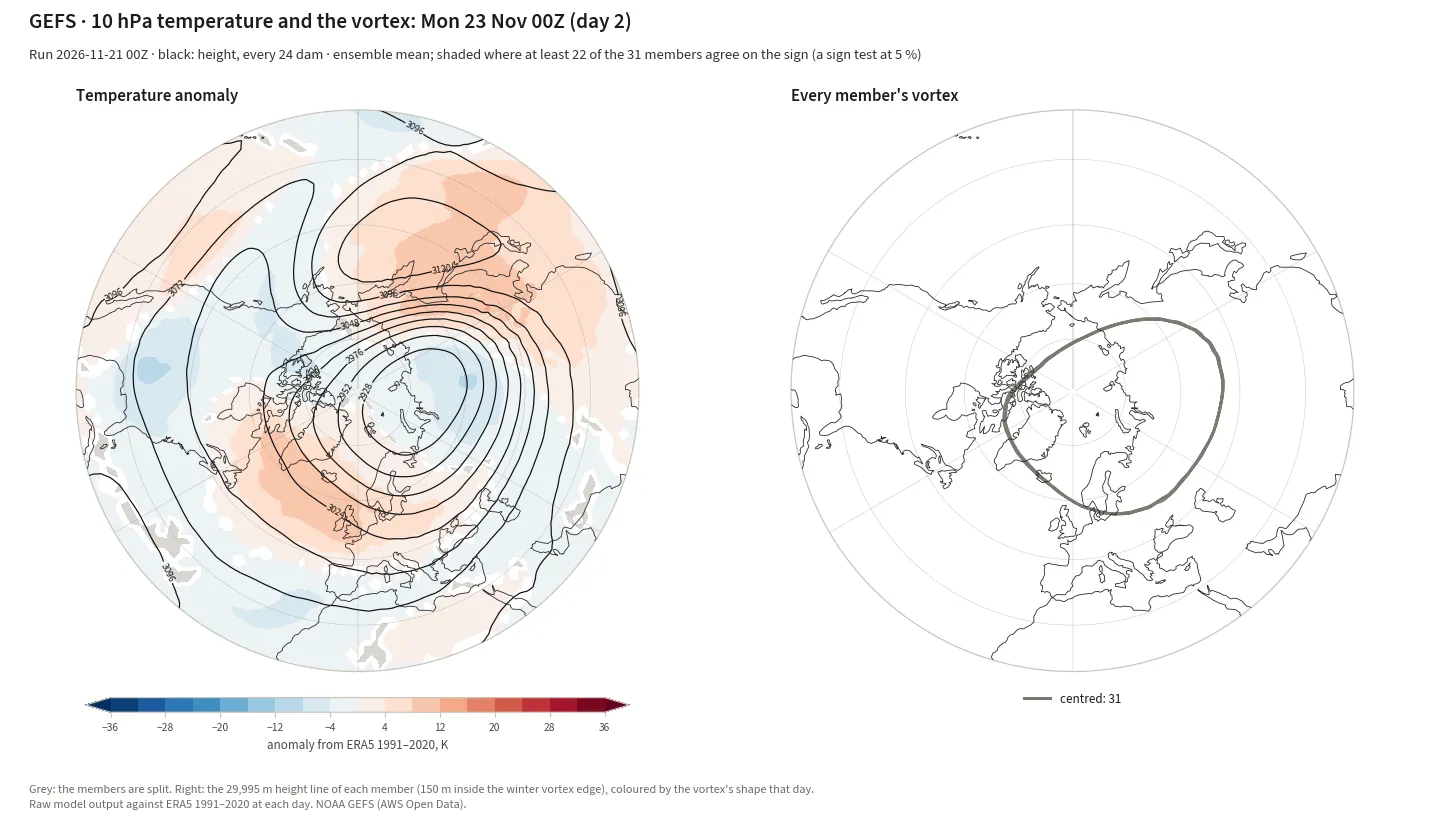 GEFS · 10 hPa temperature and the vortex: Mon 23 Nov 00Z (day 2)
Run 2026-11-21 00Z · black: height, every 24 dam · ensemble mean; shaded where at least 22 of the 31 members agree on the sign (a sign test at 5 %)
Temperature anomaly
Every member's vortex
3096
3120
3096
3072
3096
3096
3048
2976
2952
2928
3024
3096
centred: 31
−36 −28 −20 −12 −4 4 12 20 28 36
anomaly from ERA5 1991–2020, K
Grey: the members are split. Right: the 29,995 m height line of each member (150 m inside the winter vortex edge), coloured by the vortex's shape that day.
Raw model output against ERA5 1991–2020 at each day. NOAA GEFS (AWS Open Data).